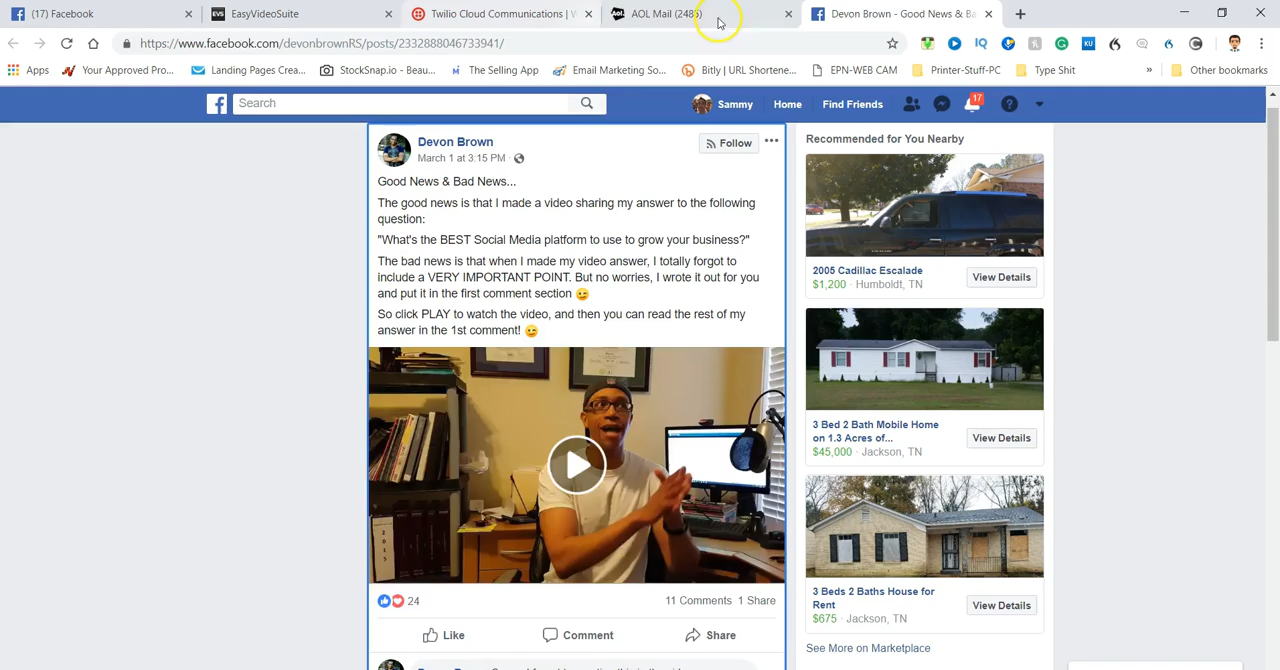 (17) Facebook
EVS EasyVideoSuite
Twilio Cloud Communications | W
Aol. AOL Mail (2485)
Devon Brown - Good News & Ba
https://www.facebook.com/devonbrownRS/posts/2332888046733941/
IQ KU
Apps Your Approved Pro... Landing Pages Crea... StockSnap.io - Beau... The Selling App Email Marketing So... Bitly | URL Shortene... EPN-WEB CAM Printer-Stuff-PC Type Shit » Other bookmarks
Search
Sammy Home Find Friends 17
Devon Brown
March 1 at 3:15 PM ·
Follow
Good News & Bad News...
The good news is that I made a video sharing my answer to the following
question:
"What's the BEST Social Media platform to use to grow your business?"
The bad news is that when I made my video answer, I totally forgot to
include a VERY IMPORTANT POINT. But no worries, I wrote it out for you
and put it in the first comment section 😉
So click PLAY to watch the video, and then you can read the rest of my
answer in the 1st comment! 😉
24
11 Comments 1 Share
Like Comment Share
Recommended for You Nearby
2005 Cadillac Escalade
$1,200 · Humboldt, TN
View Details
3 Bed 2 Bath Mobile Home
on 1.3 Acres of...
$45,000 · Jackson, TN
View Details
3 Beds 2 Baths House for
Rent
$675 · Jackson, TN
View Details
See More on Marketplace